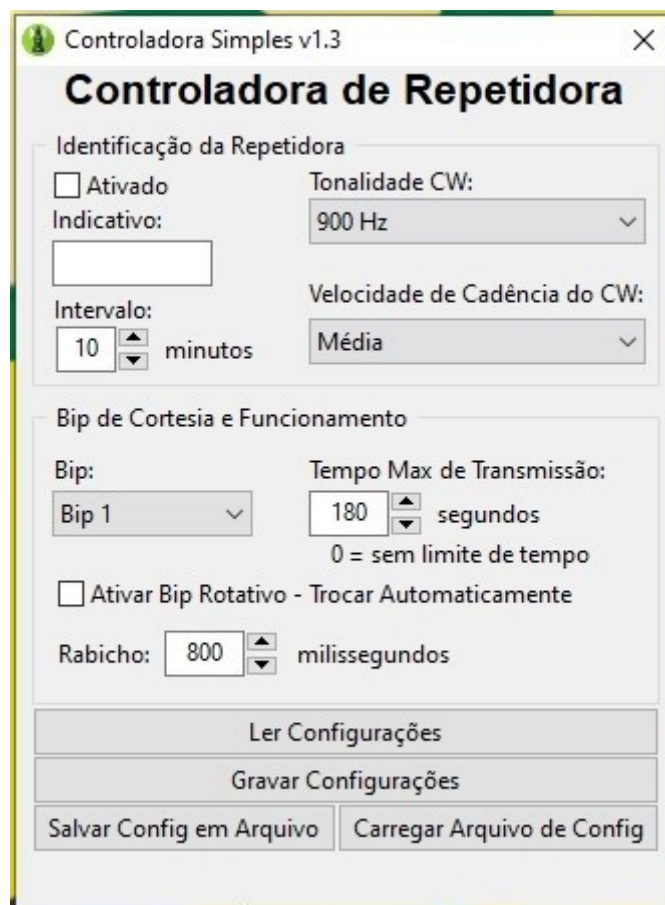 Controladora Simples v1.3
Controladora de Repetidora
Identificação da Repetidora
Ativado
Tonalidade CW:
Indicativo:
900 Hz
Intervalo:
Velocidade de Cadência do CW:
10 minutos
Média
Bip de Cortesia e Funcionamento
Bip:
Tempo Max de Transmissão:
Bip 1
180 segundos
0 = sem limite de tempo
Ativar Bip Rotativo - Trocar Automaticamente
Rabicho: 800 milissegundos
Ler Configurações
Gravar Configurações
Salvar Config em Arquivo
Carregar Arquivo de Config